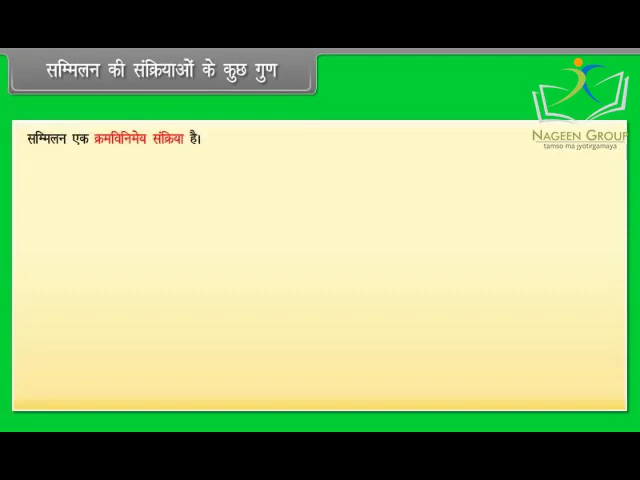 सम्मिलन की संक्रियाओं के कुछ गुण
NAGEEN GROUP
tamso ma jyotirgamaya
सम्मिलन एक क्रमविनिमेय संक्रिया है।